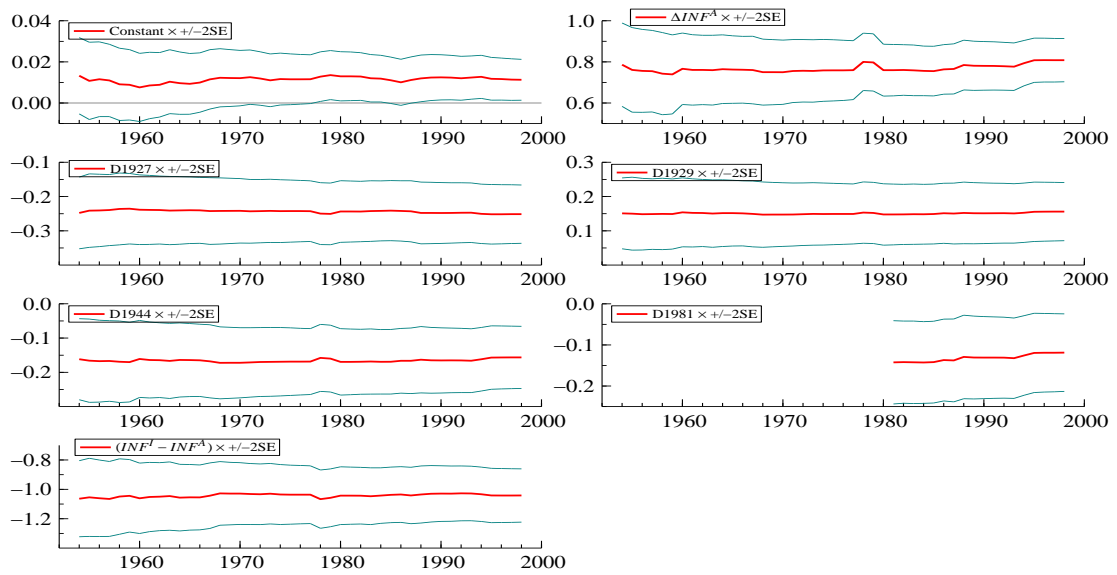 0.04
Constant × +/−2SE
0.02
0.00
1960 1970 1980 1990 2000
1.0
ΔINF^A × +/−2SE
0.8
0.6
1960 1970 1980 1990 2000
−0.1
D1927 × +/−2SE
−0.2
−0.3
1960 1970 1980 1990 2000
0.3
D1929 × +/−2SE
0.2
0.1
1960 1970 1980 1990 2000
0.0
D1944 × +/−2SE
−0.1
−0.2
1960 1970 1980 1990 2000
0.0
D1981 × +/−2SE
−0.1
−0.2
1960 1970 1980 1990 2000
(INF^I − INF^A) × +/−2SE
−0.8
−1.0
−1.2
1960 1970 1980 1990 2000